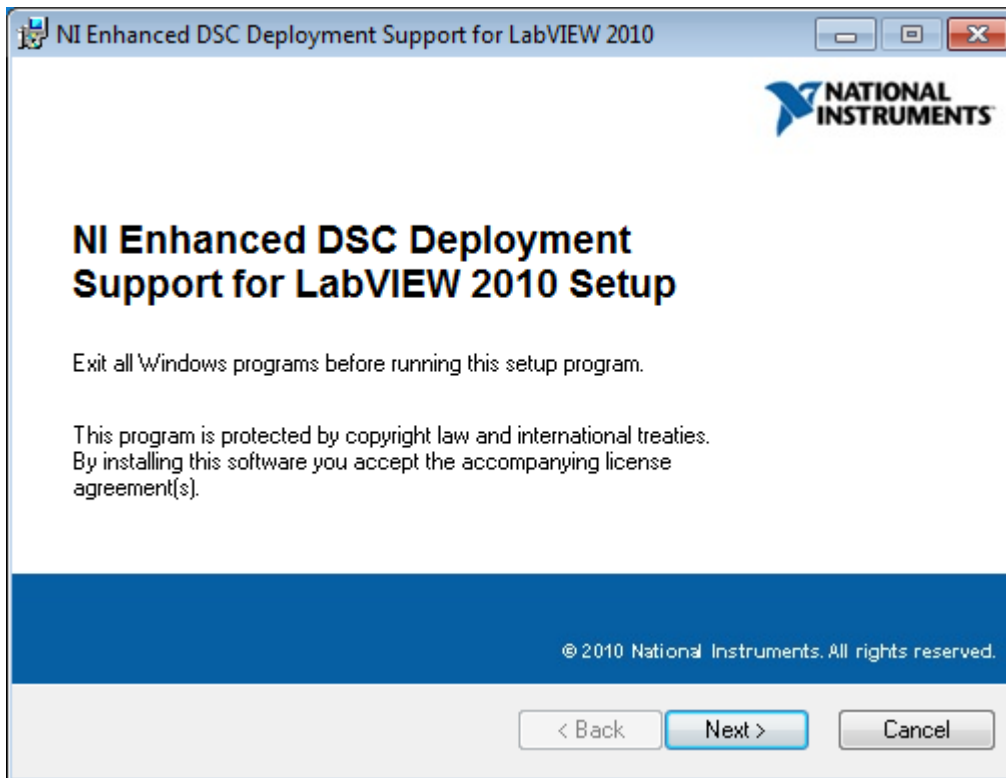 NI Enhanced DSC Deployment Support for LabVIEW 2010
NATIONAL
INSTRUMENTS
NI Enhanced DSC Deployment
Support for LabVIEW 2010 Setup
Exit all Windows programs before running this setup program.
This program is protected by copyright law and international treaties.
By installing this software you accept the accompanying license
agreement(s).
© 2010 National Instruments. All rights reserved.
< Back
Next >
Cancel